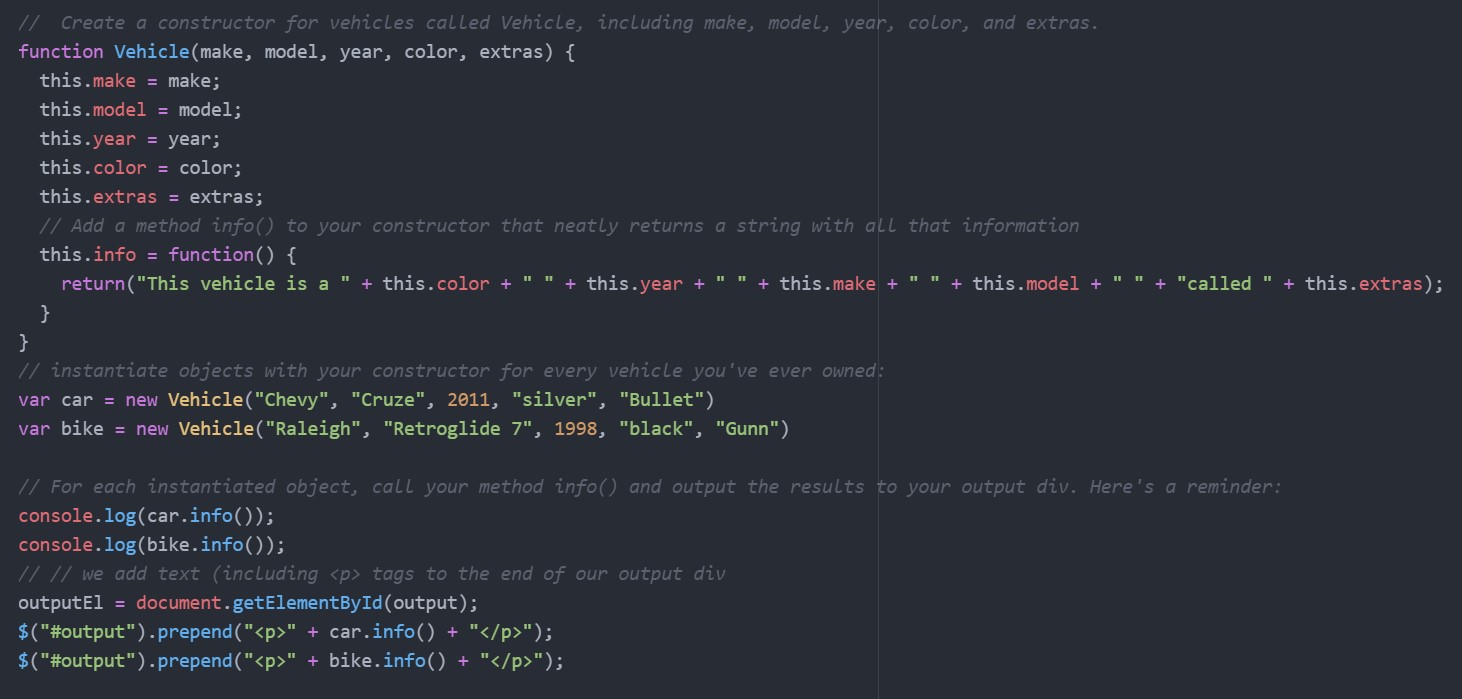 //  Create a constructor for vehicles called Vehicle, including make, model, year, color, and extras.
function Vehicle(make, model, year, color, extras) {
  this.make = make;
  this.model = model;
  this.year = year;
  this.color = color;
  this.extras = extras;
  // Add a method info() to your constructor that neatly returns a string with all that information
  this.info = function() {
    return("This vehicle is a " + this.color + " " + this.year + " " + this.make + " " + this.model + " " + "called " + this.extras);
  }
}
// instantiate objects with your constructor for every vehicle you've ever owned:
var car = new Vehicle("Chevy", "Cruze", 2011, "silver", "Bullet")
var bike = new Vehicle("Raleigh", "Retroglide 7", 1998, "black", "Gunn")

// For each instantiated object, call your method info() and output the results to your output div. Here's a reminder:
console.log(car.info());
console.log(bike.info());
// // we add text (including <p> tags to the end of our output div
outputEl = document.getElementById(output);
$("#output").prepend("<p>" + car.info() + "</p>");
$("#output").prepend("<p>" + bike.info() + "</p>");